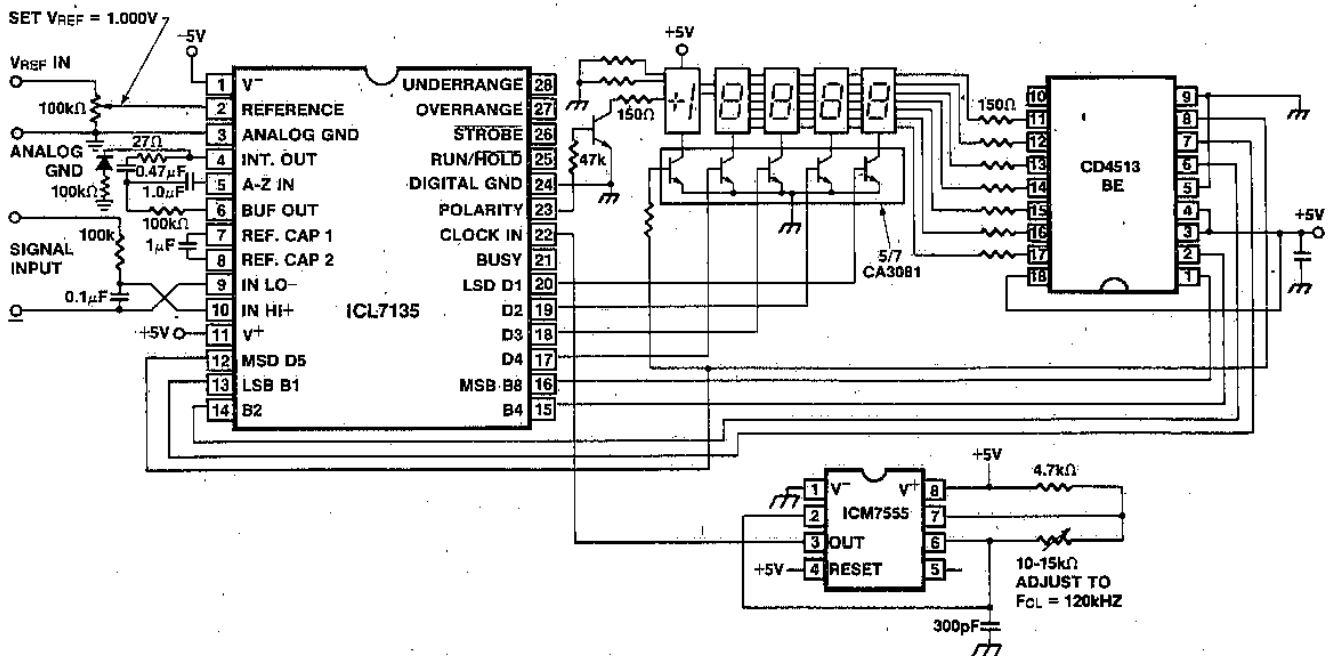 SET VREF = 1.000V
-5V
VREF IN
100kΩ
ANALOG
GND
27Ω
0.47µF
1.0µF
100kΩ
100kΩ
100k
SIGNAL
INPUT
1µF
0.1µF
+5V
1 V-
2 REFERENCE
3 ANALOG GND
4 INT. OUT
5 A-Z IN
6 BUF OUT
7 REF. CAP 1
8 REF. CAP 2
9 IN LO-
10 IN HI+
11 V+
12 MSD D5
13 LSB B1
14 B2
ICL7135
UNDERRANGE 28
OVERRANGE 27
STROBE 26
RUN/HOLD 25
DIGITAL GND 24
POLARITY 23
CLOCK IN 22
BUSY 21
LSD D1 20
D2 19
D3 18
D4 17
MSB B8 16
B4 15
+5V
150Ω
47k
+1 8 8 8 8
5/7
CA3081
150Ω
10
11
12
13
14
15
16
17
18
CD4513
BE
9
8
7
6
5
4
3
2
1
+5V
+5V
4.7kΩ
1 V-
2
3 OUT
4 RESET
+5V
ICM7555
V+ 8
7
6
5
10-15kΩ
ADJUST TO
FCL = 120kHZ
300pF